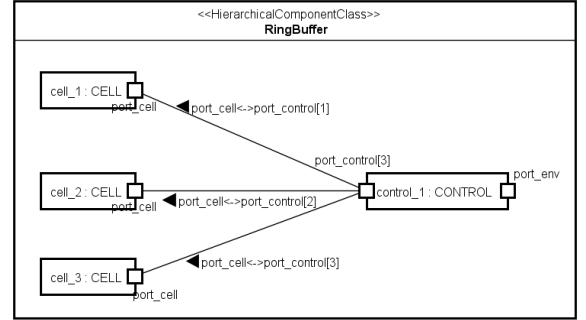 <<HierarchicalComponentClass>>
RingBuffer
cell_1 : CELL
port_cell
port_cell<->port_control[1]
port_control[3]
port_env
cell_2 : CELL
port_cell
port_cell<->port_control[2]
control_1 : CONTROL
port_cell<->port_control[3]
cell_3 : CELL
port_cell